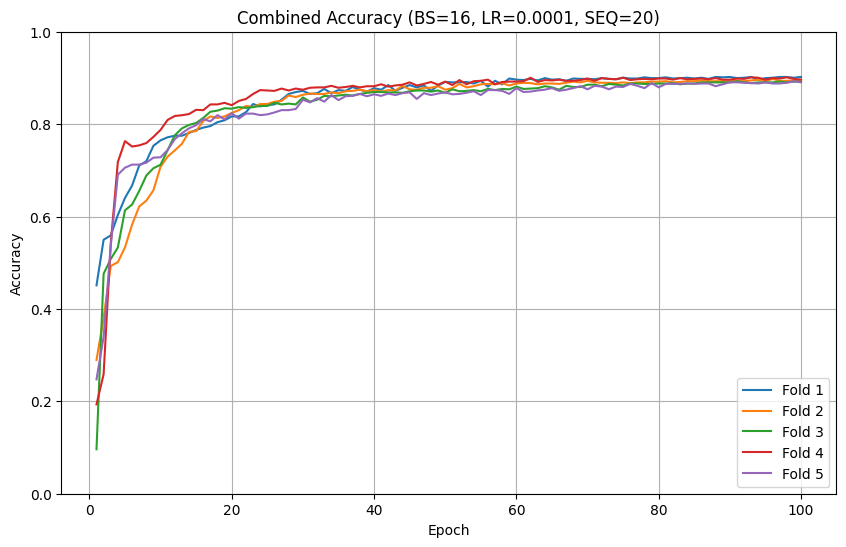 Combined Accuracy (BS=16, LR=0.0001, SEQ=20)
Accuracy
1.0
0.8
0.6
0.4
0.2
0.0
0 20 40 60 80 100
Epoch
Fold 1
Fold 2
Fold 3
Fold 4
Fold 5